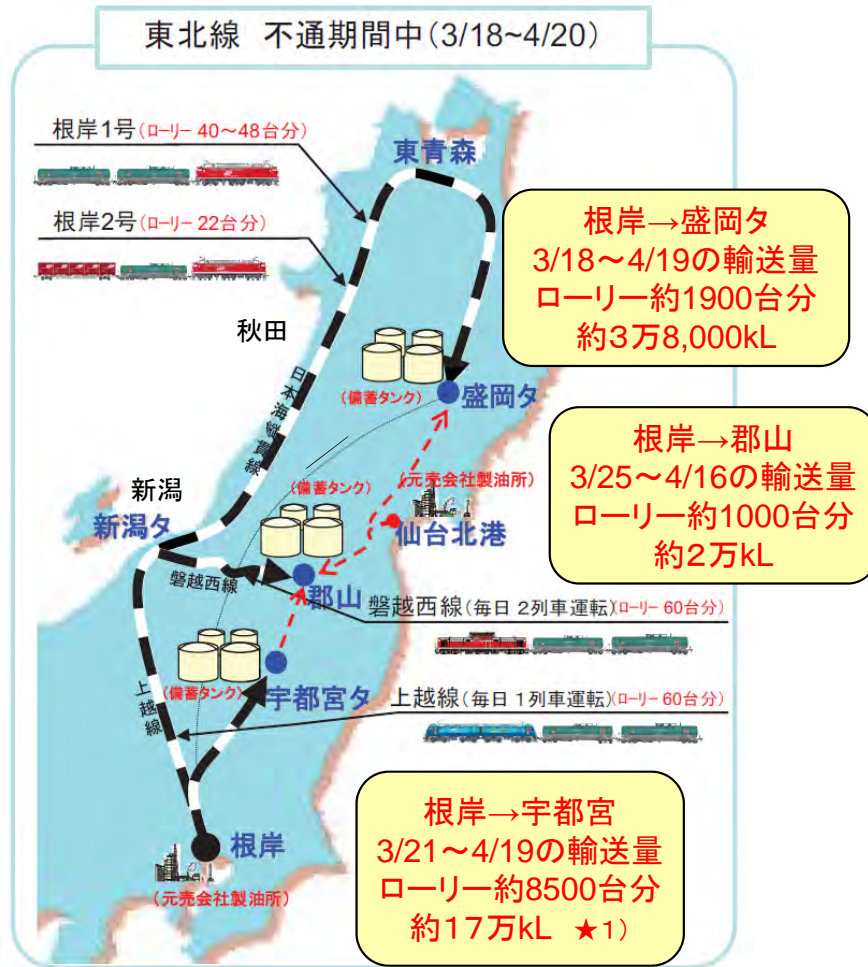 東北線 不通期間中(3/18~4/20)
根岸1号(ローリー 40～48台分)
東青森
根岸2号(ローリー 22台分)
根岸→盛岡タ
3/18～4/19の輸送量
ローリー約1900台分
約3万8,000kL
秋田
日本海縦貫線
(備蓄タンク)
盛岡タ
根岸→郡山
3/25～4/16の輸送量
ローリー約1000台分
約2万kL
(元売会社製油所)
(備蓄タンク)
新潟
新潟タ
仙台北港
磐越西線
郡山
磐越西線(毎日 2列車運転)(ローリー 60台分)
(備蓄タンク)
宇都宮タ
上越線
上越線(毎日 1列車運転)(ローリー 60台分)
根岸→宇都宮
3/21～4/19の輸送量
ローリー約8500台分
約17万kL ★1)
根岸
(元売会社製油所)